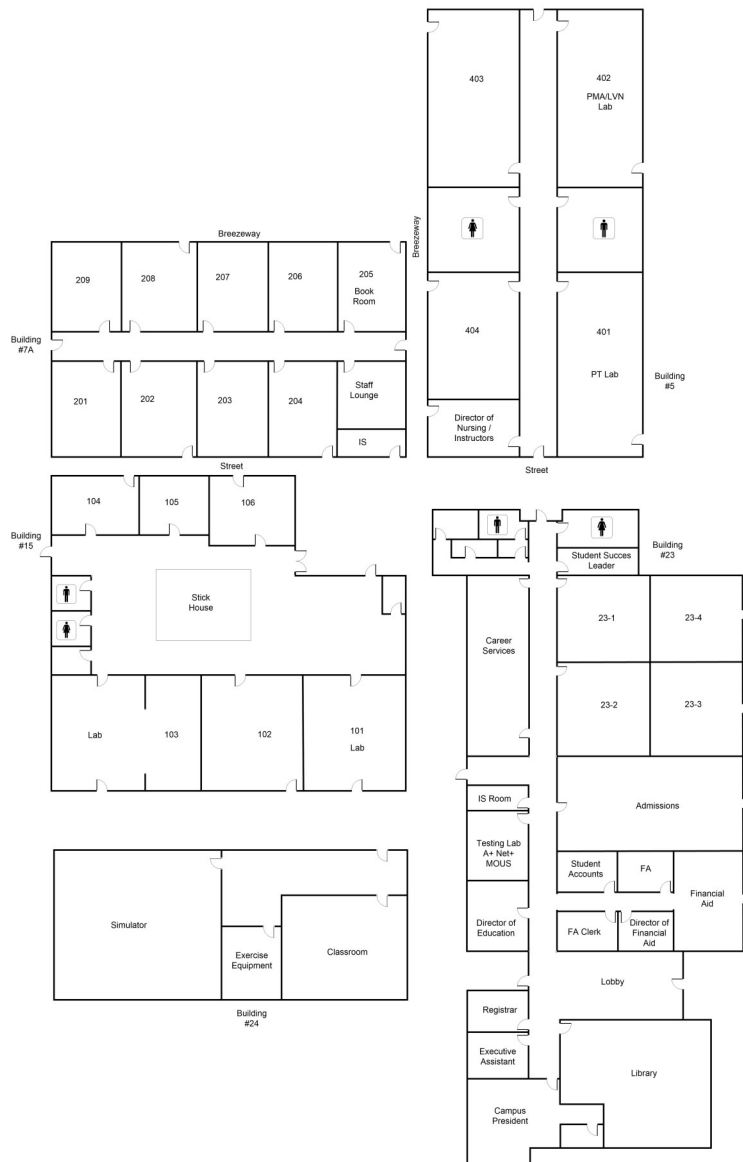 403
402
PMA/LVN
Lab
Breezeway
Breezeway
209
208
207
206
205
Book
Room
404
401
PT Lab
Building
#7A
Building
#5
201
202
203
204
Staff
Lounge
IS
Director of
Nursing /
Instructors
Street
Street
104
105
106
Building
#15
Stick
House
Lab
103
102
101
Lab
Building
#23
Student Succes
Leader
Career
Services
23-1
23-4
23-2
23-3
IS Room
Admissions
Testing Lab
A+ Net+
MOUS
Student
Accounts
FA
Financial
Aid
Director of
Education
FA Clerk
Director of
Financial
Aid
Lobby
Registrar
Executive
Assistant
Library
Campus
President
Simulator
Exercise
Equipment
Classroom
Building
#24